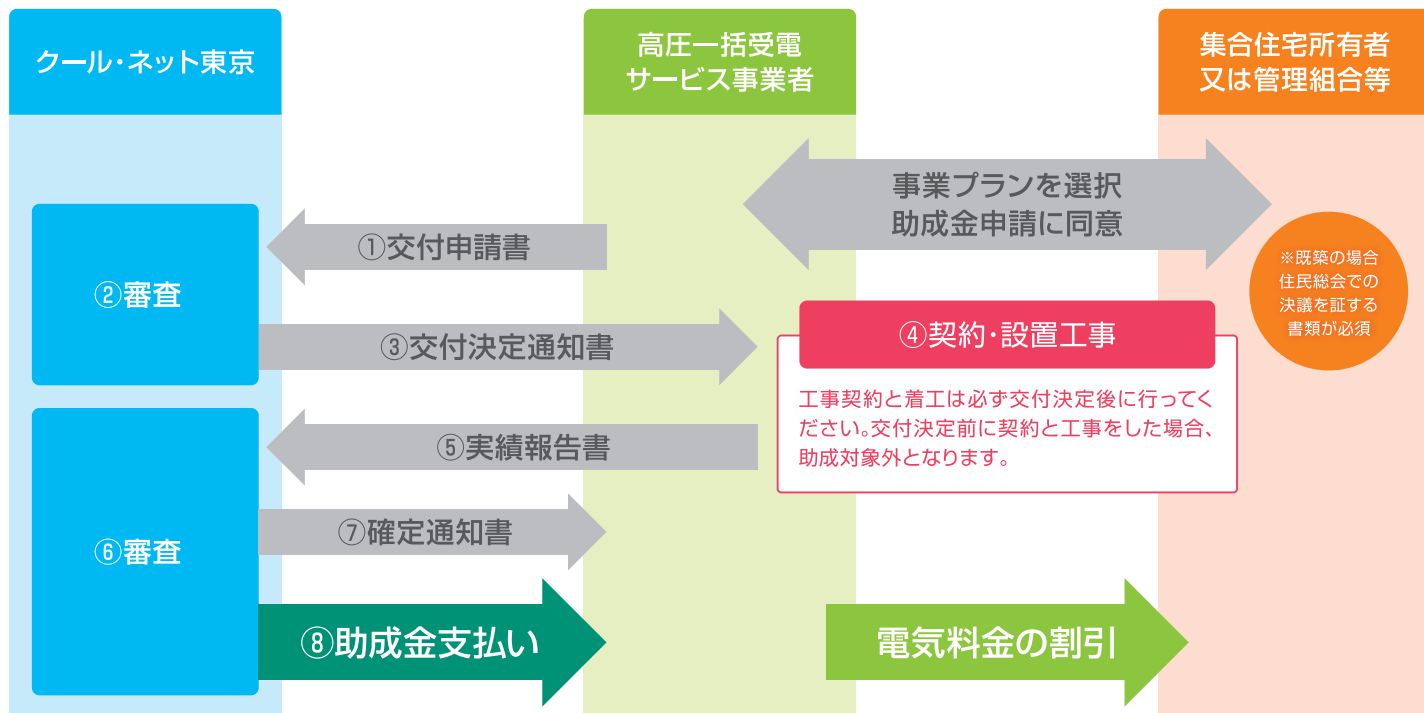 クール・ネット東京
高圧一括受電
サービス事業者
集合住宅所有者
又は管理組合等
事業プランを選択
助成金申請に同意
①交付申請書
※既築の場合
住民総会での
決議を証する
書類が必須
②審査
③交付決定通知書
④契約・設置工事
工事契約と着工は必ず交付決定後に行ってく
ださい。交付決定前に契約と工事をした場合、
助成対象外となります。
⑤実績報告書
⑦確定通知書
⑥審査
⑧助成金支払い
電気料金の割引